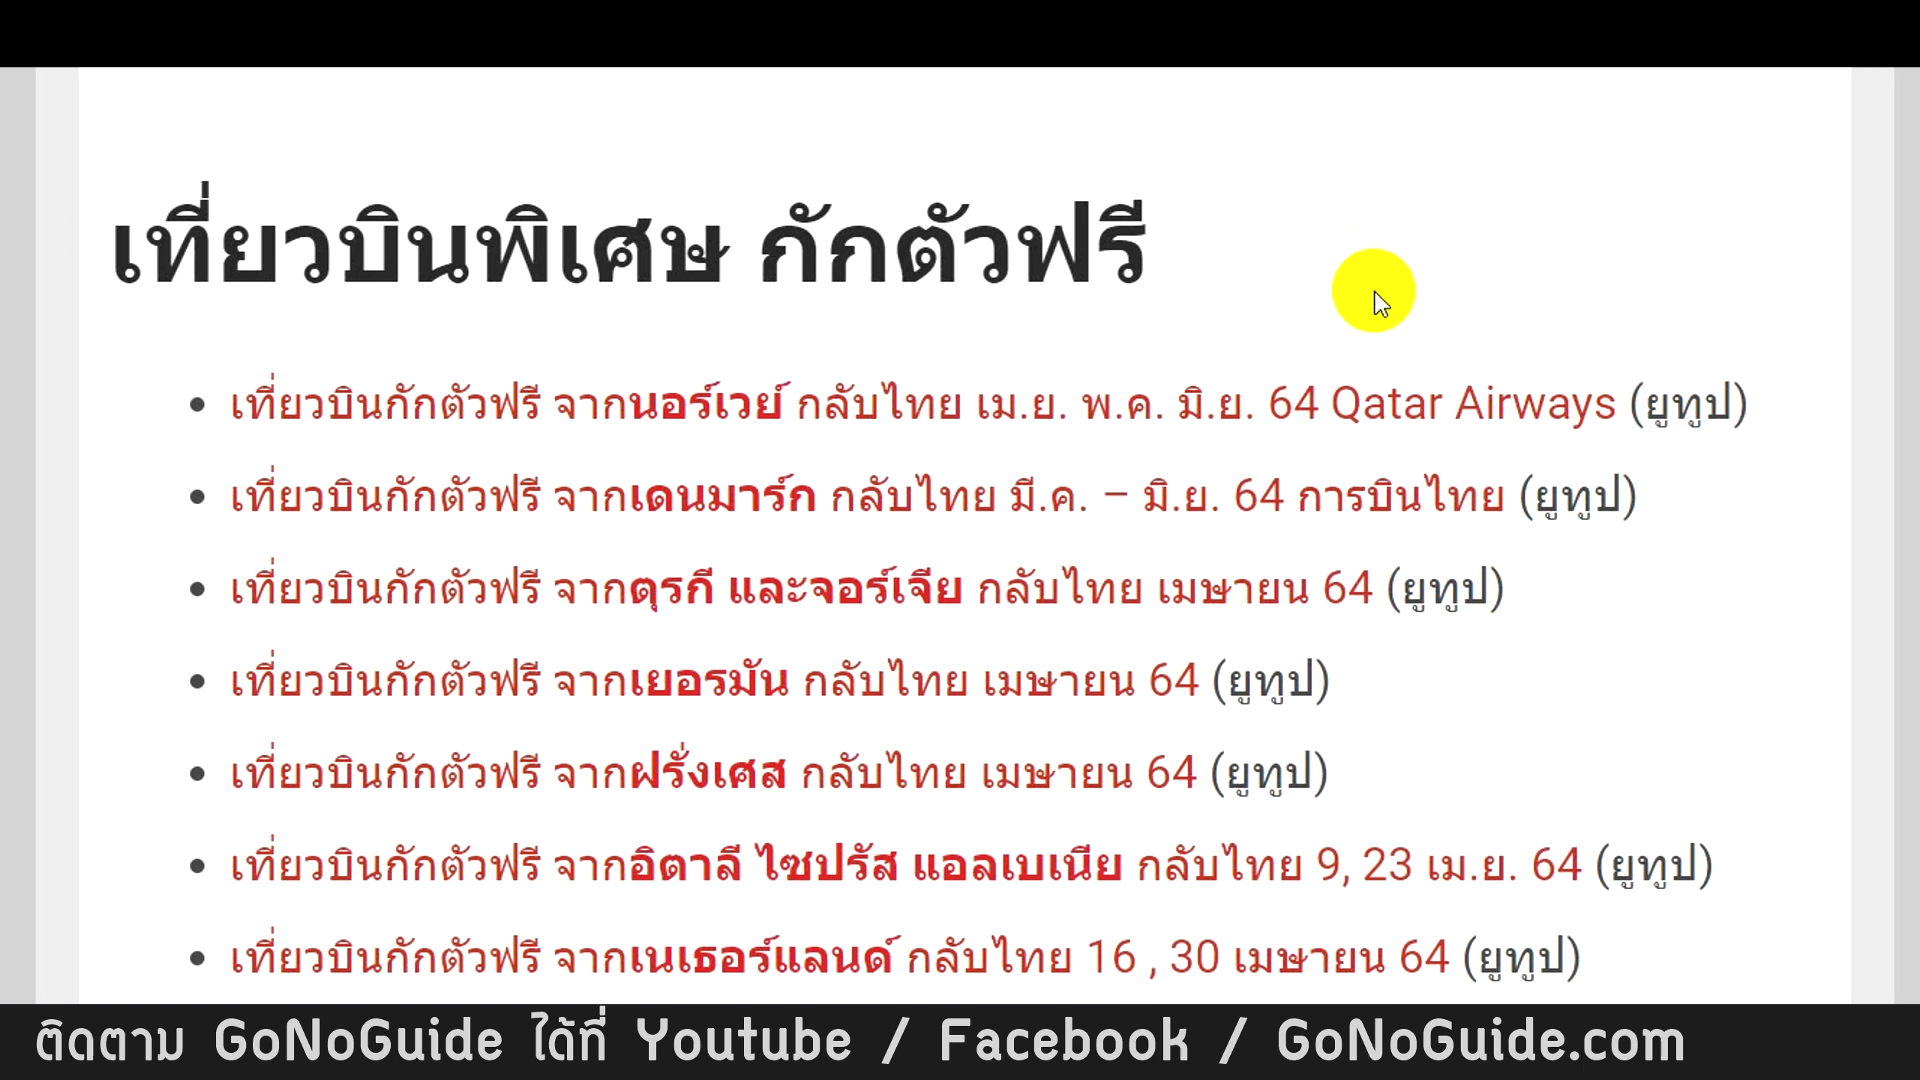 เที่ยวบินพิเศษ กักตัวฟรี
เที่ยวบินกักตัวฟรี จากนอร์เวย์ กลับไทย เม.ย. พ.ค. มิ.ย. 64 Qatar Airways (ยูทูป)
เที่ยวบินกักตัวฟรี จากเดนมาร์ก กลับไทย มี.ค. – มิ.ย. 64 การบินไทย (ยูทูป)
เที่ยวบินกักตัวฟรี จากตุรกี และจอร์เจีย กลับไทย เมษายน 64 (ยูทูป)
เที่ยวบินกักตัวฟรี จากเยอรมัน กลับไทย เมษายน 64 (ยูทูป)
เที่ยวบินกักตัวฟรี จากฝรั่งเศส กลับไทย เมษายน 64 (ยูทูป)
เที่ยวบินกักตัวฟรี จากอิตาลี ไซปรัส แอลเบเนีย กลับไทย 9, 23 เม.ย. 64 (ยูทูป)
เที่ยวบินกักตัวฟรี จากเนเธอร์แลนด์ กลับไทย 16 , 30 เมษายน 64 (ยูทูป)
ติดตาม GoNoGuide ได้ที่ Youtube / Facebook / GoNoGuide.com